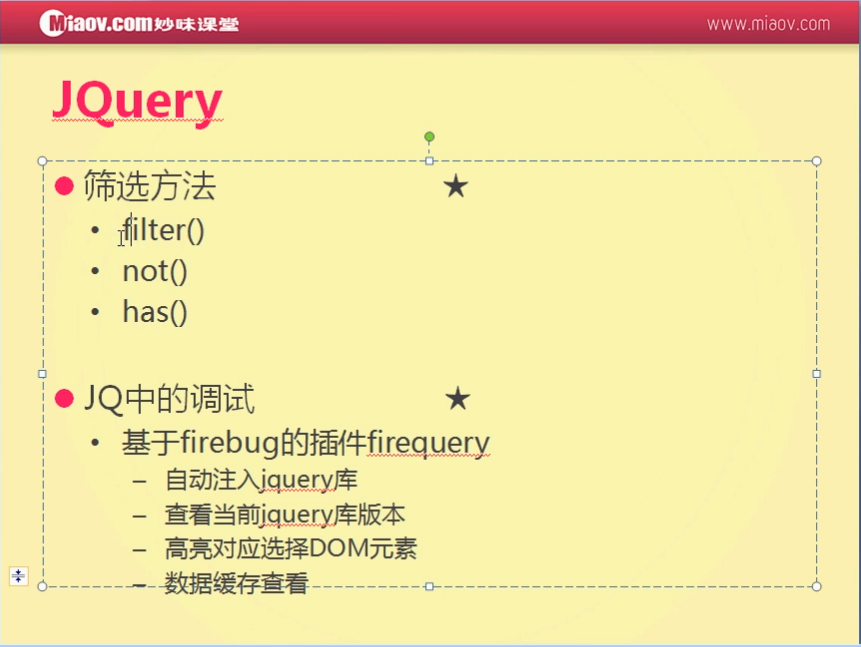 Miaov.com妙味课堂
www.miaov.com
JQuery
筛选方法 ★
filter()
not()
has()
JQ中的调试 ★
基于firebug的插件firequery
自动注入jquery库
查看当前jquery库版本
高亮对应选择DOM元素
数据缓存查看